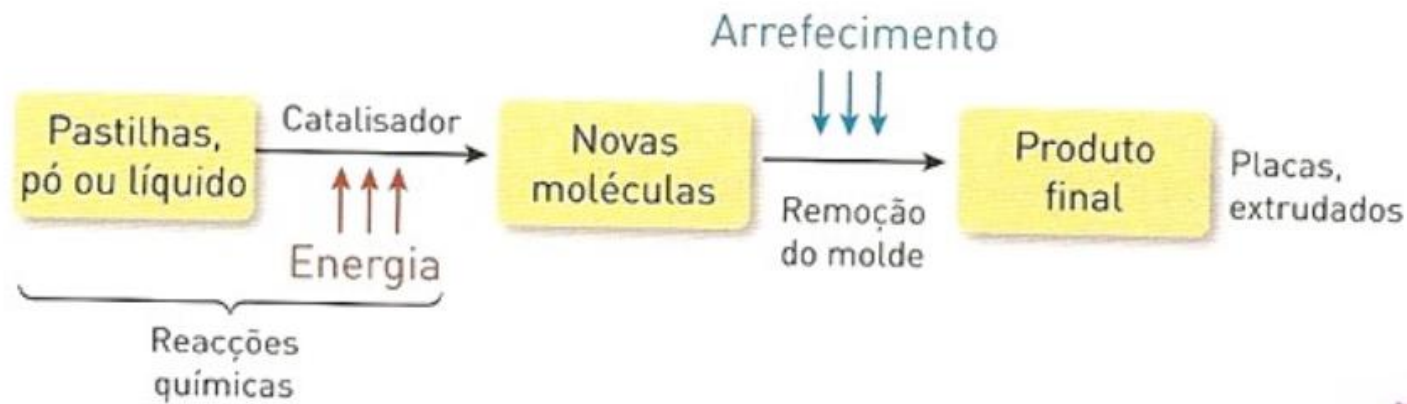 Arrefecimento
Pastilhas,
pó ou líquido
Catalisador
Energia
Reacções
químicas
Novas
moléculas
Remoção
do molde
Produto
final
Placas,
extrudados